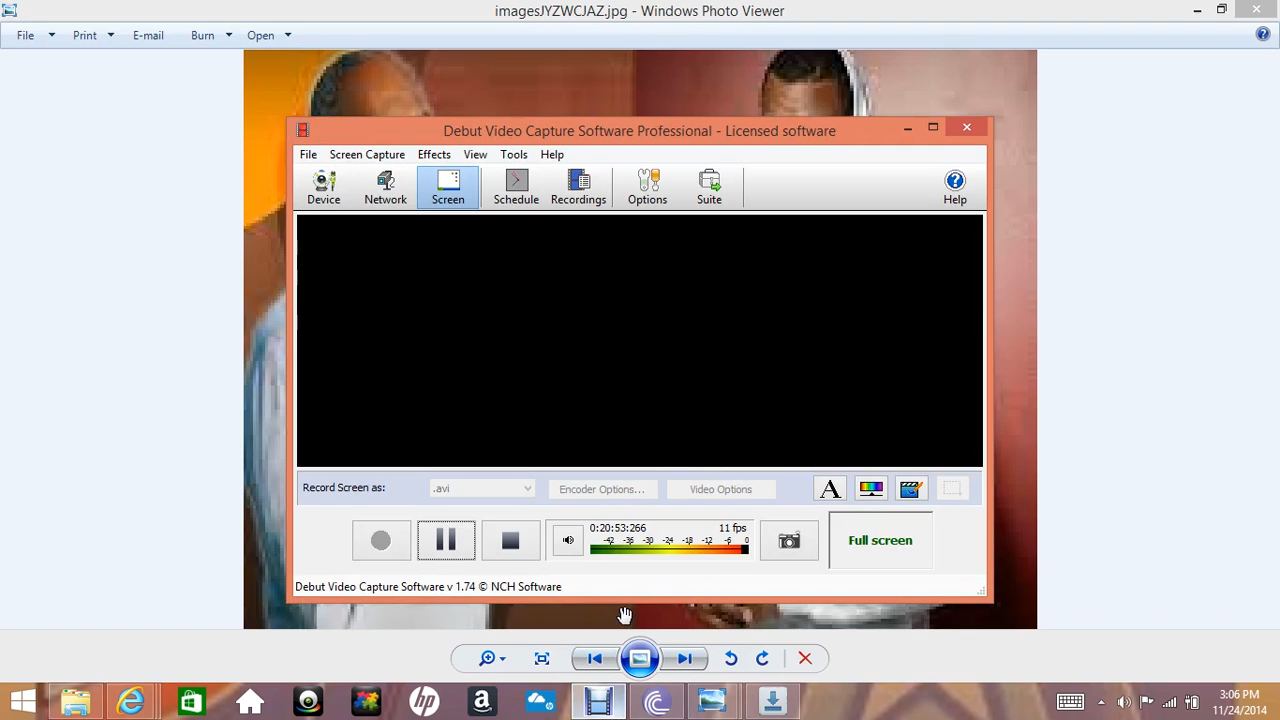 imagesJYZWCJAZ.jpg - Windows Photo Viewer
File Print E-mail Burn Open
Debut Video Capture Software Professional - Licensed software
File Screen Capture Effects View Tools Help
Device Network Screen Schedule Recordings Options Suite Help
Record Screen as: .avi Encoder Options... Video Options A
0:20:53:266 11 fps
-42 -36 -30 -24 -18 -12 -6 0
Full screen
Debut Video Capture Software v 1.74 © NCH Software
hp a
3:06 PM
11/24/2014